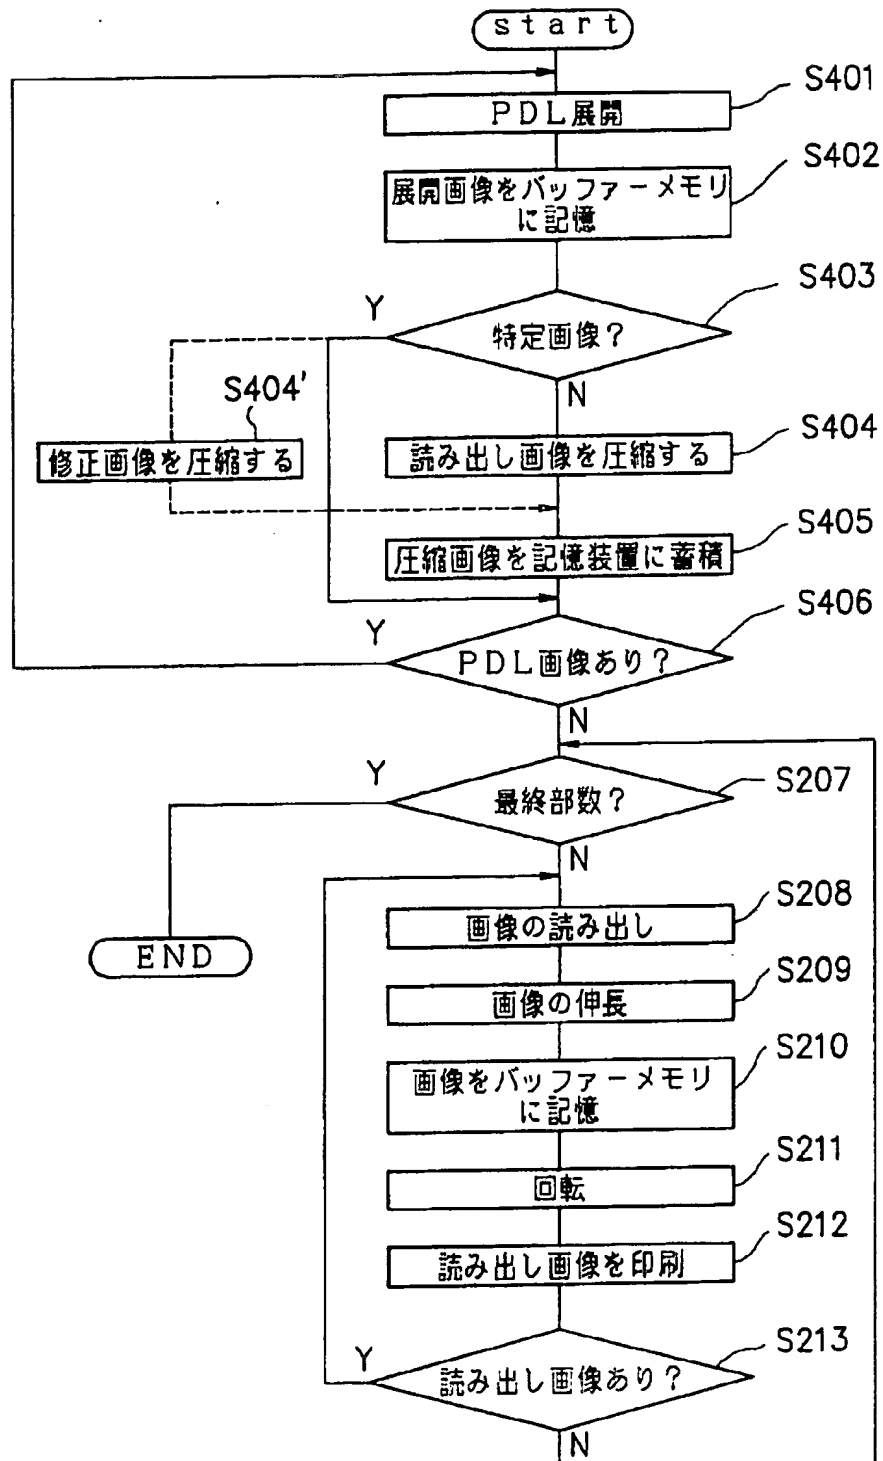 start
S401
PDL展開
S402
展開画像をバッファーメモリ
に記憶
S403
Y
特定画像?
N
S404'
修正画像を圧縮する
S404
読み出し画像を圧縮する
S405
圧縮画像を記憶装置に蓄積
S406
Y
PDL画像あり?
N
Y
S207
最終部数?
N
END
S208
画像の読み出し
S209
画像の伸長
S210
画像をバッファーメモリ
に記憶
S211
回転
S212
読み出し画像を印刷
S213
Y
読み出し画像あり?
N